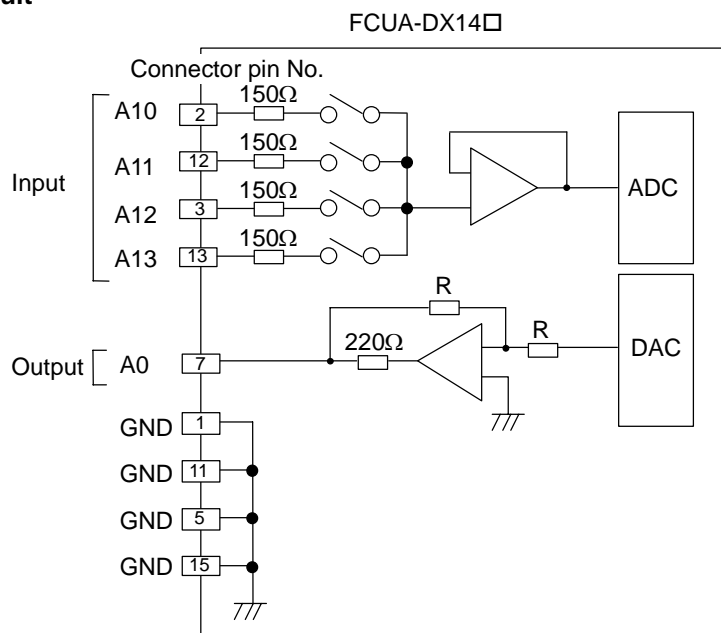 FCUA-DX14□
Connector pin No.
Input
A10 2 150Ω
A11 12 150Ω
A12 3 150Ω
A13 13 150Ω
ADC
R
R
220Ω
DAC
Output A0 7
GND 1
GND 11
GND 5
GND 15